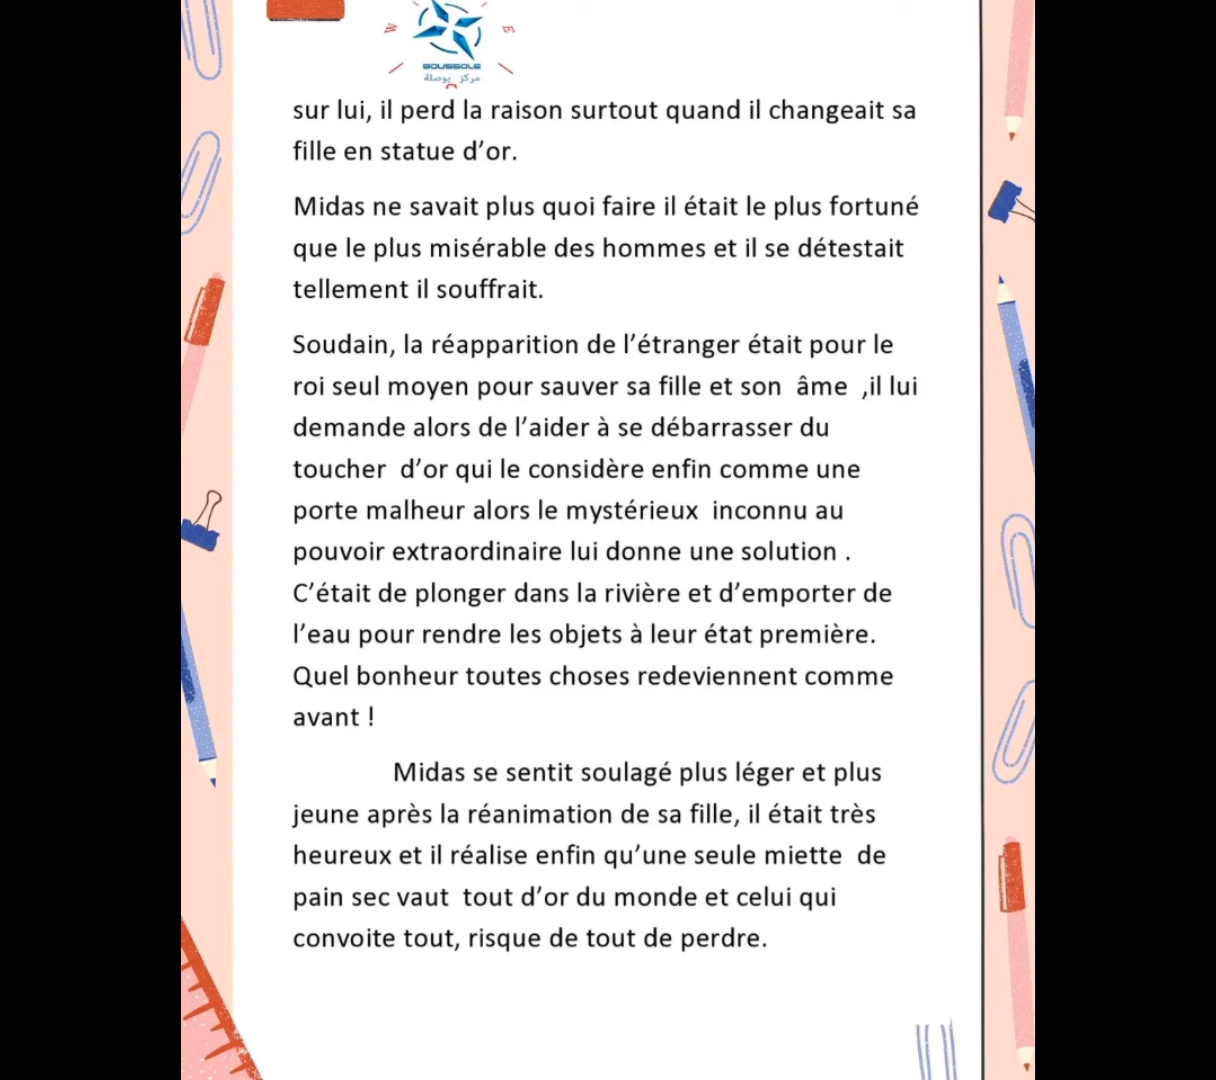 W
E
BOUSSOLE
مركز بوصلة
sur lui, il perd la raison surtout quand il changeait sa
fille en statue d’or.
Midas ne savait plus quoi faire il était le plus fortuné
que le plus misérable des hommes et il se détestait
tellement il souffrait.
Soudain, la réapparition de l’étranger était pour le
roi seul moyen pour sauver sa fille et son  âme  ,il lui
demande alors de l’aider à se débarrasser du
toucher  d’or qui le considère enfin comme une
porte malheur alors le mystérieux  inconnu au
pouvoir extraordinaire lui donne une solution .
C’était de plonger dans la rivière et d’emporter de
l’eau pour rendre les objets à leur état première.
Quel bonheur toutes choses redeviennent comme
avant !
Midas se sentit soulagé plus léger et plus
jeune après la réanimation de sa fille, il était très
heureux et il réalise enfin qu’une seule miette  de
pain sec vaut  tout d’or du monde et celui qui
convoite tout, risque de tout de perdre.